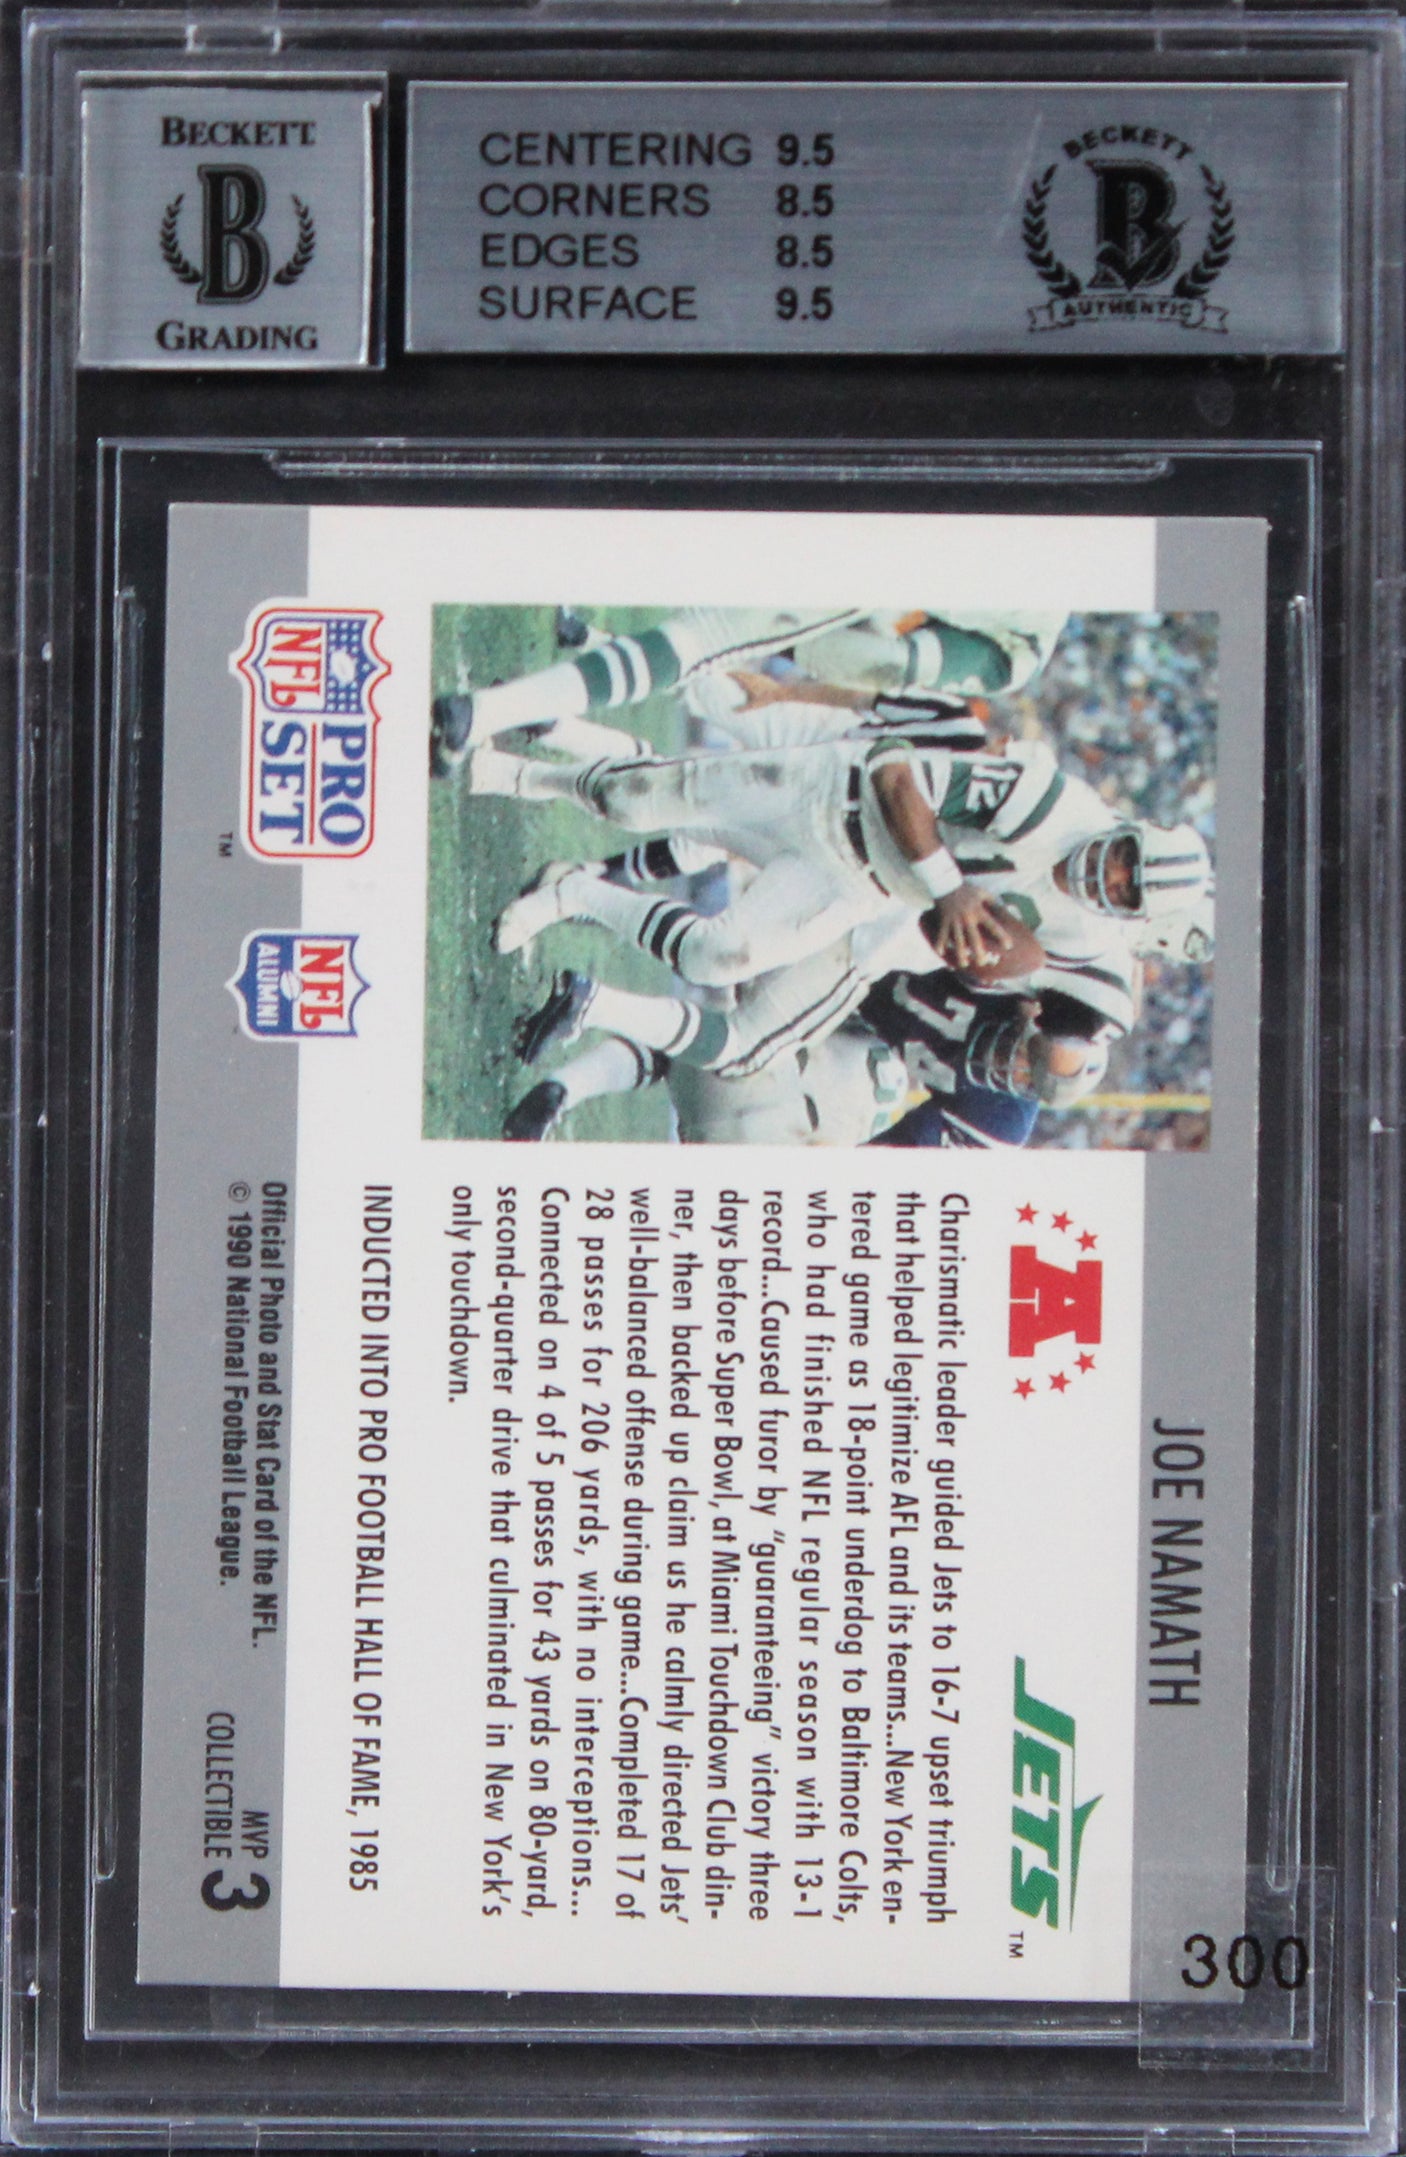 BECKETT
B
GRADING
CENTERING 9.5
CORNERS 8.5
EDGES 8.5
SURFACE 9.5
BECKETT
B
AUTHENTIC
JOE NAMATH
A
JETS™
Charismatic leader guided Jets to 16-7 upset triumph
that helped legitimize AFL and its teams...New York en-
tered game as 18-point underdog to Baltimore Colts,
who had finished NFL regular season with 13-1
record...Caused furor by "guaranteeing" victory three
days before Super Bowl, at Miami Touchdown Club din-
ner, then backed up claim us he calmly directed Jets'
well-balanced offense during game...Completed 17 of
28 passes for 206 yards, with no interceptions...
Connected on 4 of 5 passes for 43 yards on 80-yard,
second-quarter drive that culminated in New York's
only touchdown.
INDUCTED INTO PRO FOOTBALL HALL OF FAME, 1985
12
74
NFL PRO SET™
NFL ALUMNI
Official Photo and Stat Card of the NFL.
© 1990 National Football League.
MVP
COLLECTIBLE 3
300